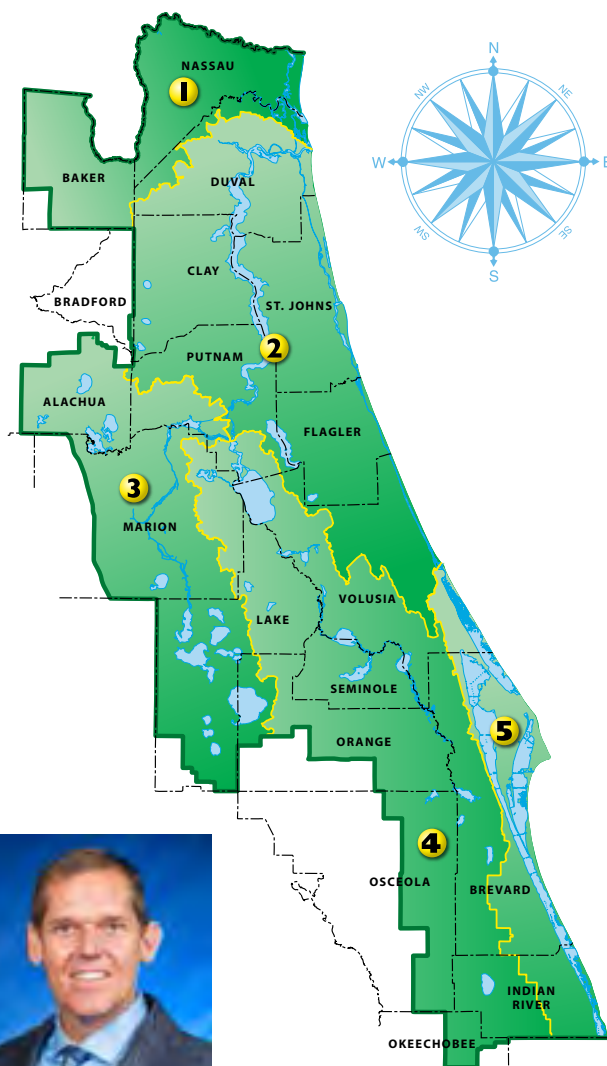 N
NASSAU
NW
NE
1
W
E
BAKER
DUVAL
SW
SE
S
CLAY
BRADFORD
ST. JOHNS
2
PUTNAM
ALACHUA
FLAGLER
3
MARION
VOLUSIA
LAKE
SEMINOLE
5
ORANGE
4
OSCEOLA
BREVARD
INDIAN
RIVER
OKEECHOBEE